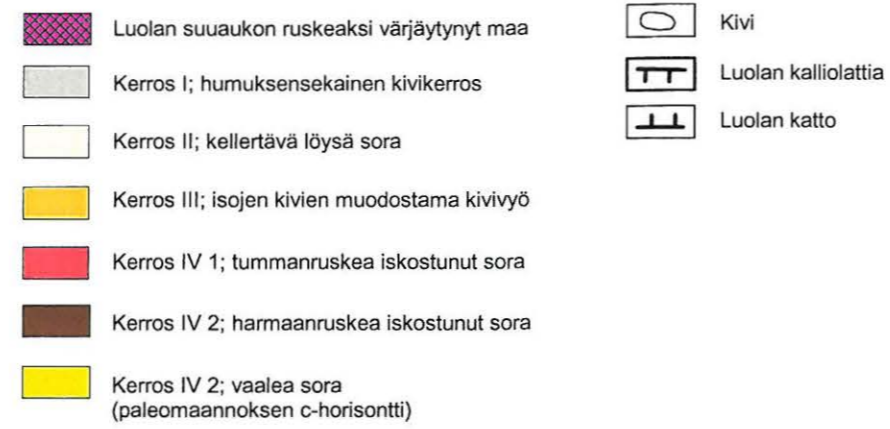 Luolan suuaukon ruskeaksi värjäytynyt maa
Kerros I; humuksensekainen kivikerros
Kerros II; kellertävä löysä sora
Kerros III; isojen kivien muodostama kivivyö
Kerros IV 1; tummanruskea iskostunut sora
Kerros IV 2; harmaanruskea iskostunut sora
Kerros IV 2; vaalea sora
(paleomaannoksen c-horisontti)
Kivi
Luolan kalliolattia
Luolan katto